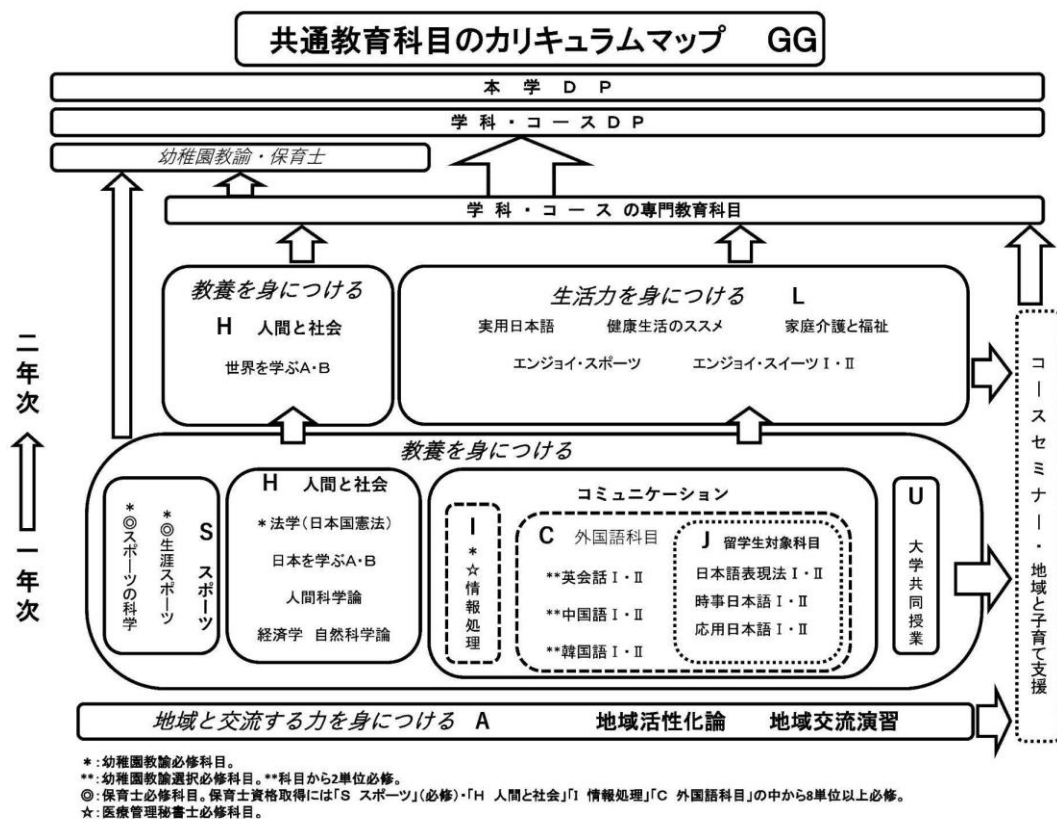 共通教育科目のカリキュラムマップ GG
本 学 D P
学 科 ・ コ ー ス D P
幼稚園教諭・保育士
学 科 ・ コ ー ス の 専門教育科目
教養を身につける
H 人間と社会
世界を学ぶA・B
生活力を身につける L
実用日本語 健康生活のススメ 家庭介護と福祉
エンジョイ・スポーツ エンジョイ・スイーツⅠ・Ⅱ
二年次
一年次
教養を身につける
S スポーツ
*◎生涯スポーツ
*◎スポーツの科学
H 人間と社会
*法学(日本国憲法)
日本を学ぶA・B
人間科学論
経済学 自然科学論
コミュニケーション
I *☆情報処理
C 外国語科目
**英会話Ⅰ・Ⅱ
**中国語Ⅰ・Ⅱ
**韓国語Ⅰ・Ⅱ
J 留学生対象科目
日本語表現法Ⅰ・Ⅱ
時事日本語Ⅰ・Ⅱ
応用日本語Ⅰ・Ⅱ
U 大学共同授業
コースセミナー・地域と子育て支援
地域と交流する力を身につける A 地域活性化論 地域交流演習
*:幼稚園教諭必修科目。
**:幼稚園教諭選択必修科目。**科目から2単位必修。
◎:保育士必修科目。保育士資格取得には「S スポーツ」(必修)・「H 人間と社会」「I 情報処理」「C 外国語科目」の中から8単位以上必修。
☆:医療管理秘書士必修科目。